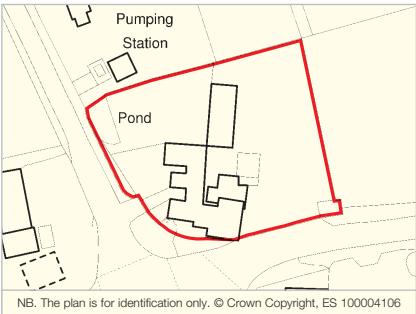 Pumping
Station
Pond
NB. The plan is for identification only. © Crown Copyright, ES 100004106